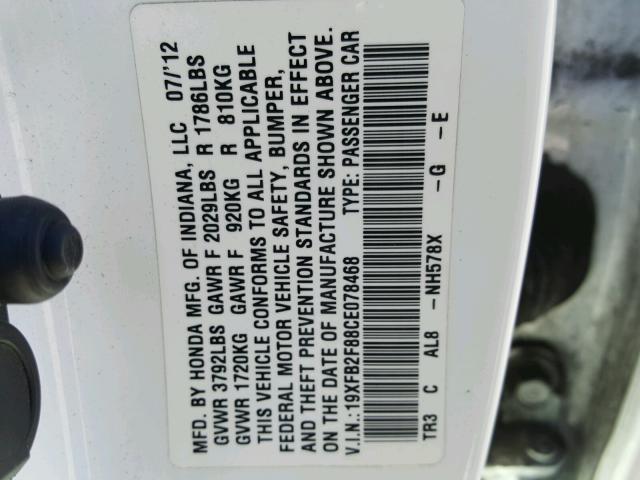 MFD. BY HONDA MFG. OF INDIANA, LLC 07/'12
GVWR 3792LBS GAWR F 2029LBS R 1786LBS
GVWR 1720KG GAWR F 920KG R 810KG
THIS VEHICLE CONFORMS TO ALL APPLICABLE
FEDERAL MOTOR VEHICLE SAFETY, BUMPER,
AND THEFT PREVENTION STANDARDS IN EFFECT
ON THE DATE OF MANUFACTURE SHOWN ABOVE.
V.I.N.:19XFB2F88CE078468 TYPE: PASSENGER CAR
TR3 C AL8 -NH578X -G -E